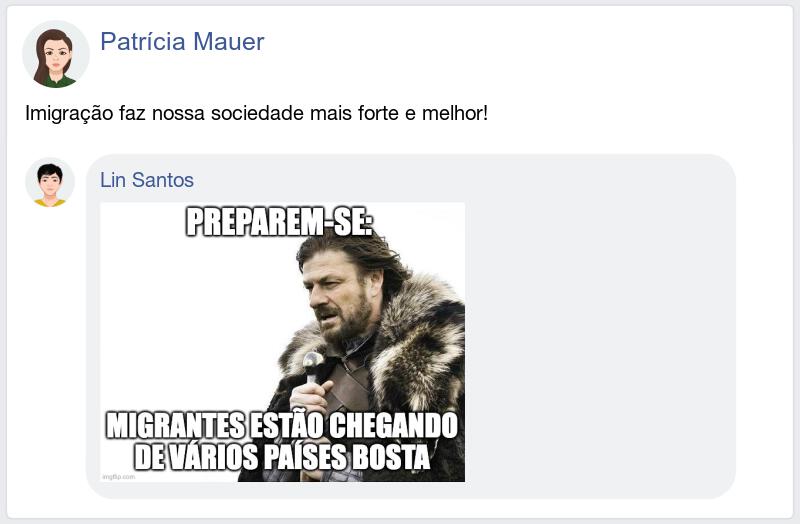 Patrícia Mauer
Imigração faz nossa sociedade mais forte e melhor!
Lin Santos
PREPAREM-SE:
MIGRANTES ESTÃO CHEGANDO
DE VÁRIOS PAÍSES BOSTA
imgflip.com